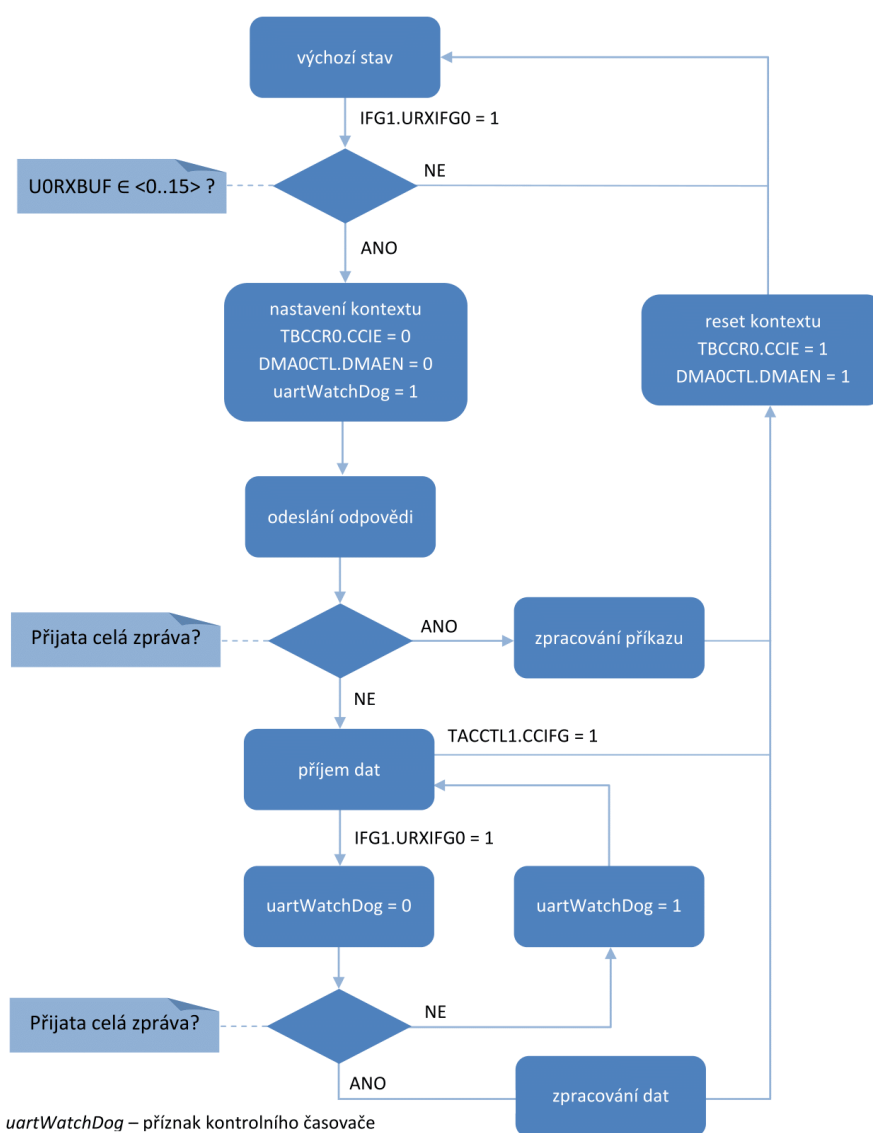 výchozí stav
IFG1.URXIFG0 = 1
U0RXBUF ∈ <0..15> ?
NE
ANO
nastavení kontextu
TBCCR0.CCIE = 0
DMA0CTL.DMAEN = 0
uartWatchDog = 1
reset kontextu
TBCCR0.CCIE = 1
DMA0CTL.DMAEN = 1
odeslání odpovědi
Přijata celá zpráva?
ANO
zpracování příkazu
NE
TACCTL1.CCIFG = 1
příjem dat
IFG1.URXIFG0 = 1
uartWatchDog = 0
uartWatchDog = 1
Přijata celá zpráva?
NE
ANO
zpracování dat
uartWatchDog – příznak kontrolního časovače